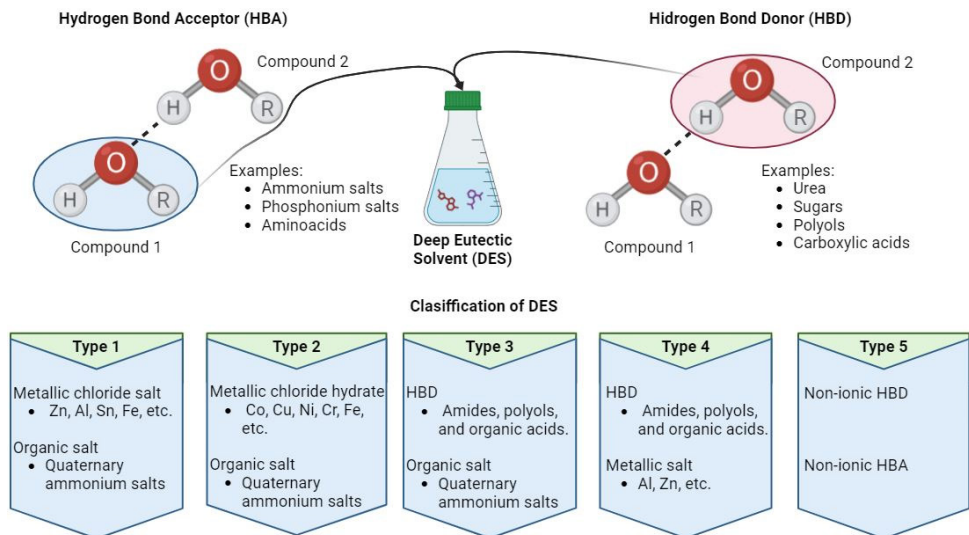 Hydrogen Bond Acceptor (HBA)
Hidrogen Bond Donor (HBD)
Compound 2
O
H
R
O
H
R
Compound 1
Examples:
• Ammonium salts
• Phosphonium salts
• Aminoacids
Deep Eutectic
Solvent (DES)
Compound 2
O
H
R
O
H
R
Compound 1
Examples:
• Urea
• Sugars
• Polyols
• Carboxylic acids
Clasiffication of DES
Type 1
Metallic chloride salt
• Zn, Al, Sn, Fe, etc.
Organic salt
• Quaternary
ammonium salts
Type 2
Metallic chloride hydrate
• Co, Cu, Ni, Cr, Fe,
etc.
Organic salt
• Quaternary
ammonium salts
Type 3
HBD
• Amides, polyols,
and organic acids.
Organic salt
• Quaternary
ammonium salts
Type 4
HBD
• Amides, polyols,
and organic acids.
Metallic salt
• Al, Zn, etc.
Type 5
Non-ionic HBD
Non-ionic HBA